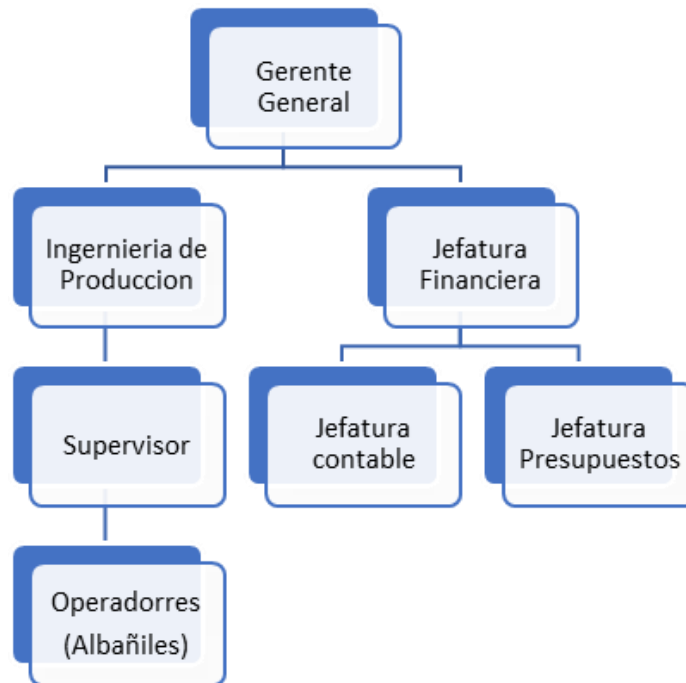 Gerente
General
Ingernieria de
Produccion
Jefatura
Financiera
Supervisor
Jefatura
contable
Jefatura
Presupuestos
Operadorres
(Albañiles)